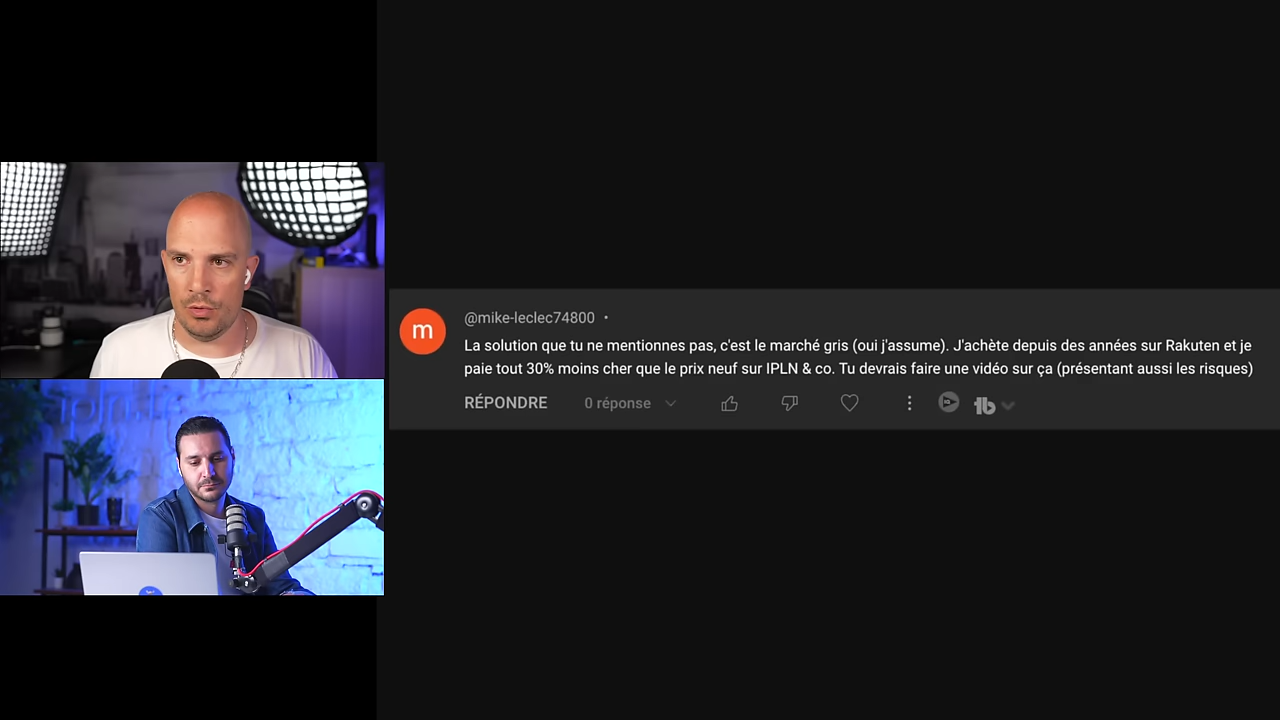 m
@mike-leclec74800 •
La solution que tu ne mentionnes pas, c'est le marché gris (oui j'assume). J'achète depuis des années sur Rakuten et je
paie tout 30% moins cher que le prix neuf sur IPLN & co. Tu devrais faire une vidéo sur ça (présentant aussi les risques)
RÉPONDRE 0 réponse
tb